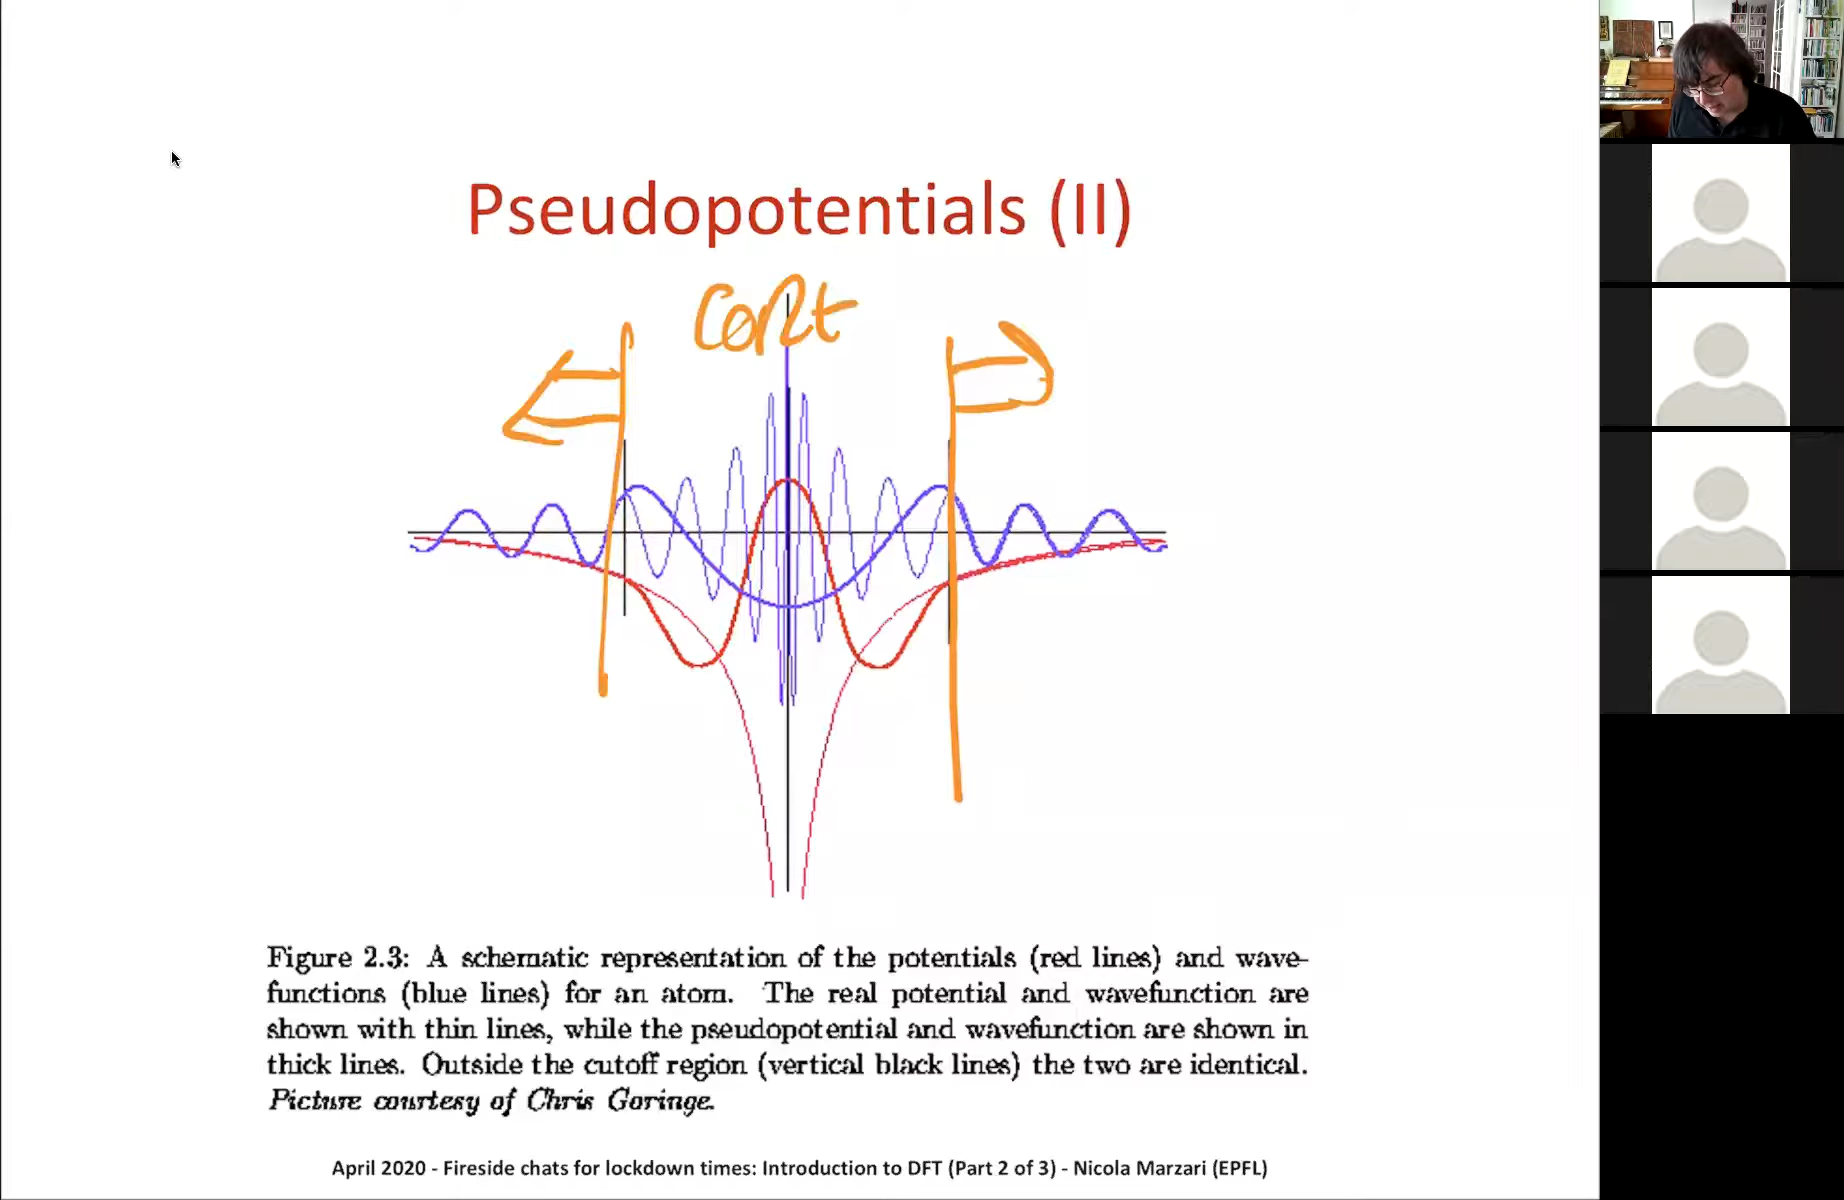 Pseudopotentials (II)
Figure 2.3: A schematic representation of the potentials (red lines) and wave-
functions (blue lines) for an atom. The real potential and wavefunction are
shown with thin lines, while the pseudopotential and wavefunction are shown in
thick lines. Outside the cutoff region (vertical black lines) the two are identical.
Picture courtesy of Chris Goringe.
April 2020 - Fireside chats for lockdown times: Introduction to DFT (Part 2 of 3) - Nicola Marzari (EPFL)